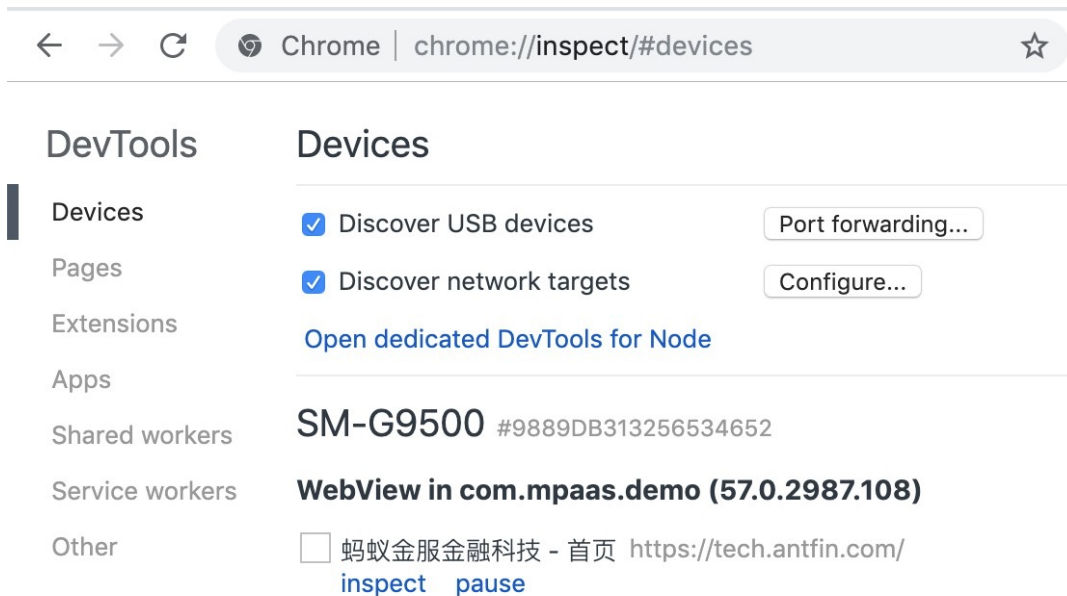 Chrome | chrome://inspect/#devices
DevTools
Devices
Pages
Extensions
Apps
Shared workers
Service workers
Other
Devices
Discover USB devices Port forwarding...
Discover network targets Configure...
Open dedicated DevTools for Node
SM-G9500 #9889DB313256534652
WebView in com.mpaas.demo (57.0.2987.108)
蚂蚁金服金融科技 - 首页 https://tech.antfin.com/
inspect pause